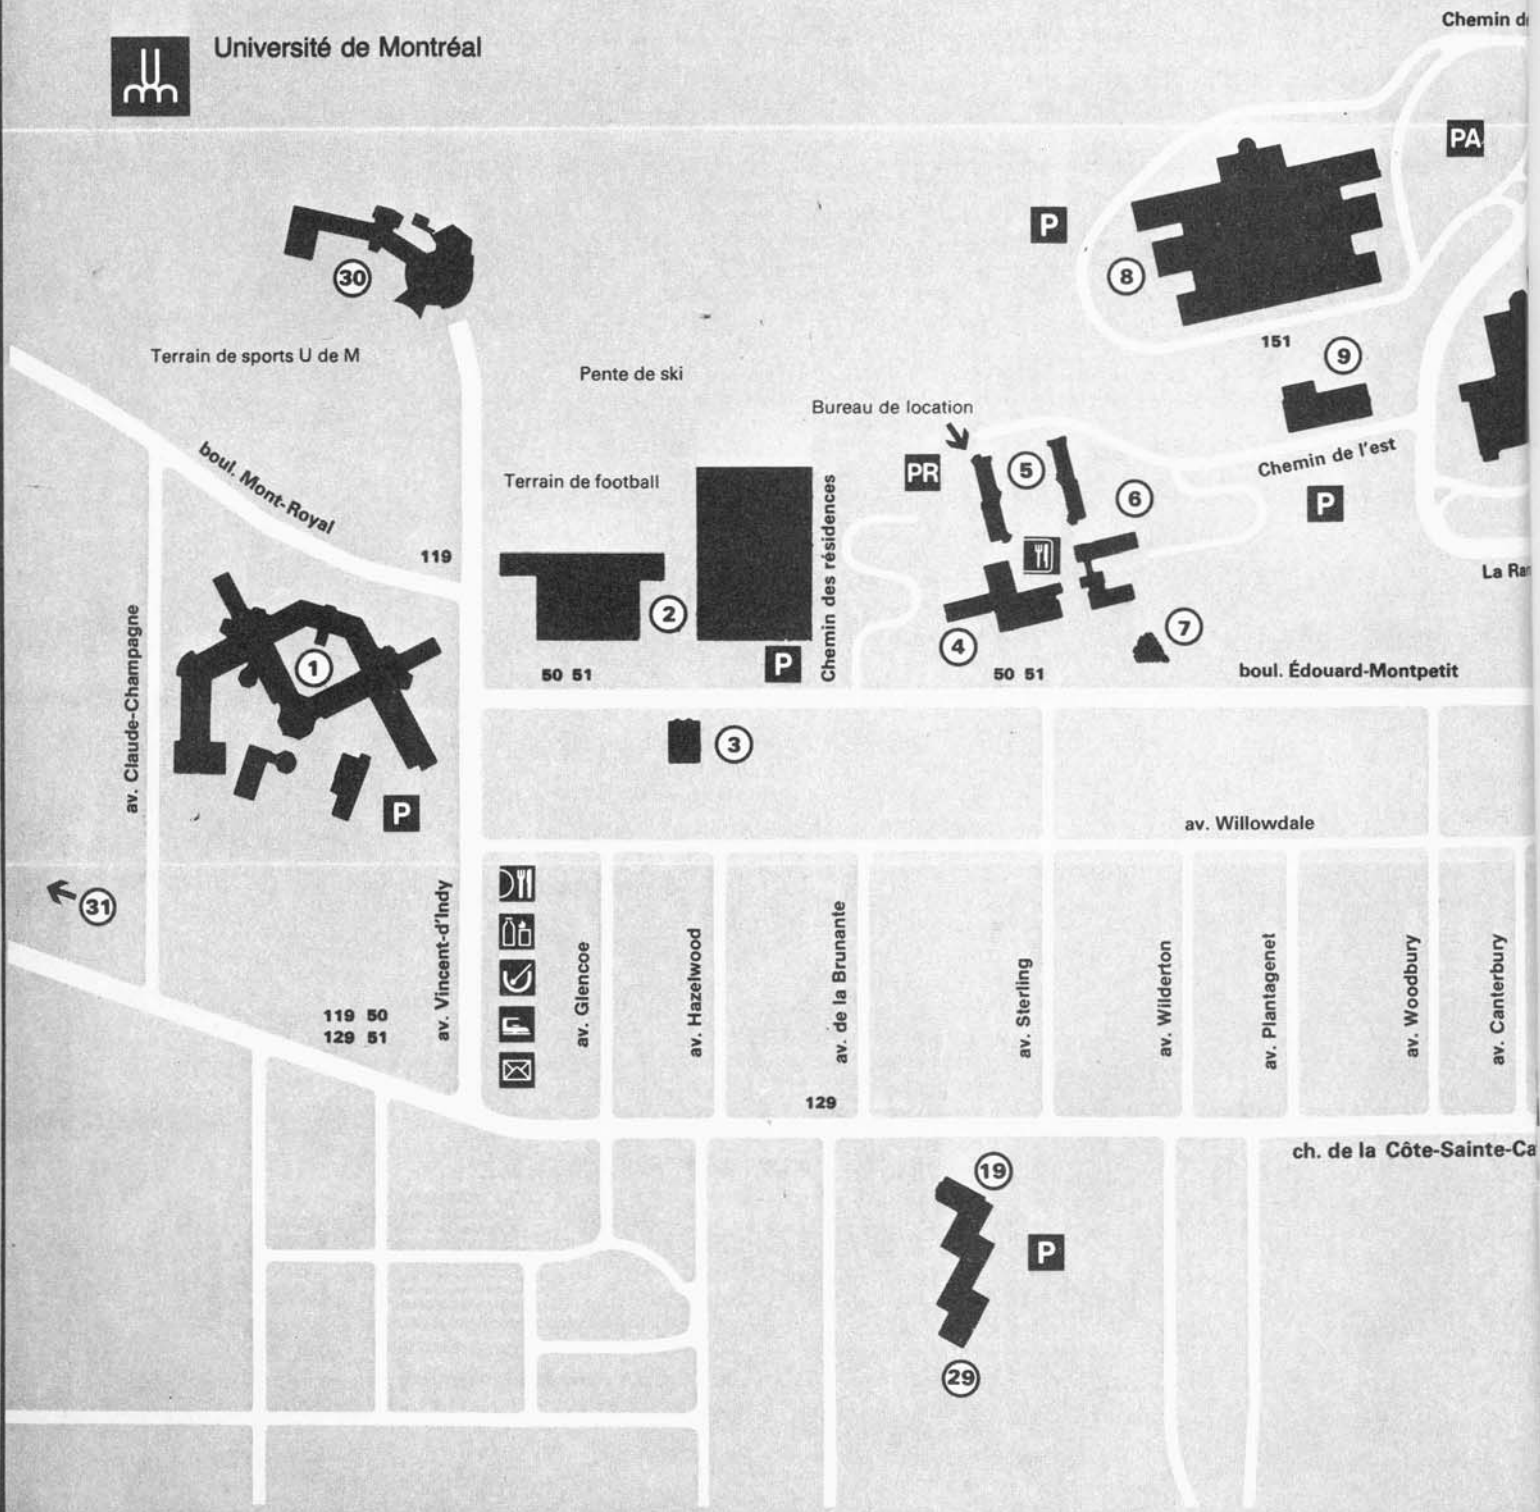 Université de Montréal
Chemin d
PA
P
30
8
Terrain de sports U de M
151
9
Pente de ski
Bureau de location
boul. Mont-Royal
Terrain de football
PR
5
6
Chemin de l'est
P
119
Chemin des résidences
2
La Ra
av. Claude-Champagne
1
P
4
7
50 51
50 51
boul. Édouard-Montpetit
3
P
av. Willowdale
31
av. Vincent-d'Indy
av. Glencoe
av. Hazelwood
av. de la Brunante
av. Sterling
av. Wilderton
av. Plantagenet
av. Woodbury
av. Canterbury
119 50
129 51
129
ch. de la Côte-Sainte-Ca
19
P
29